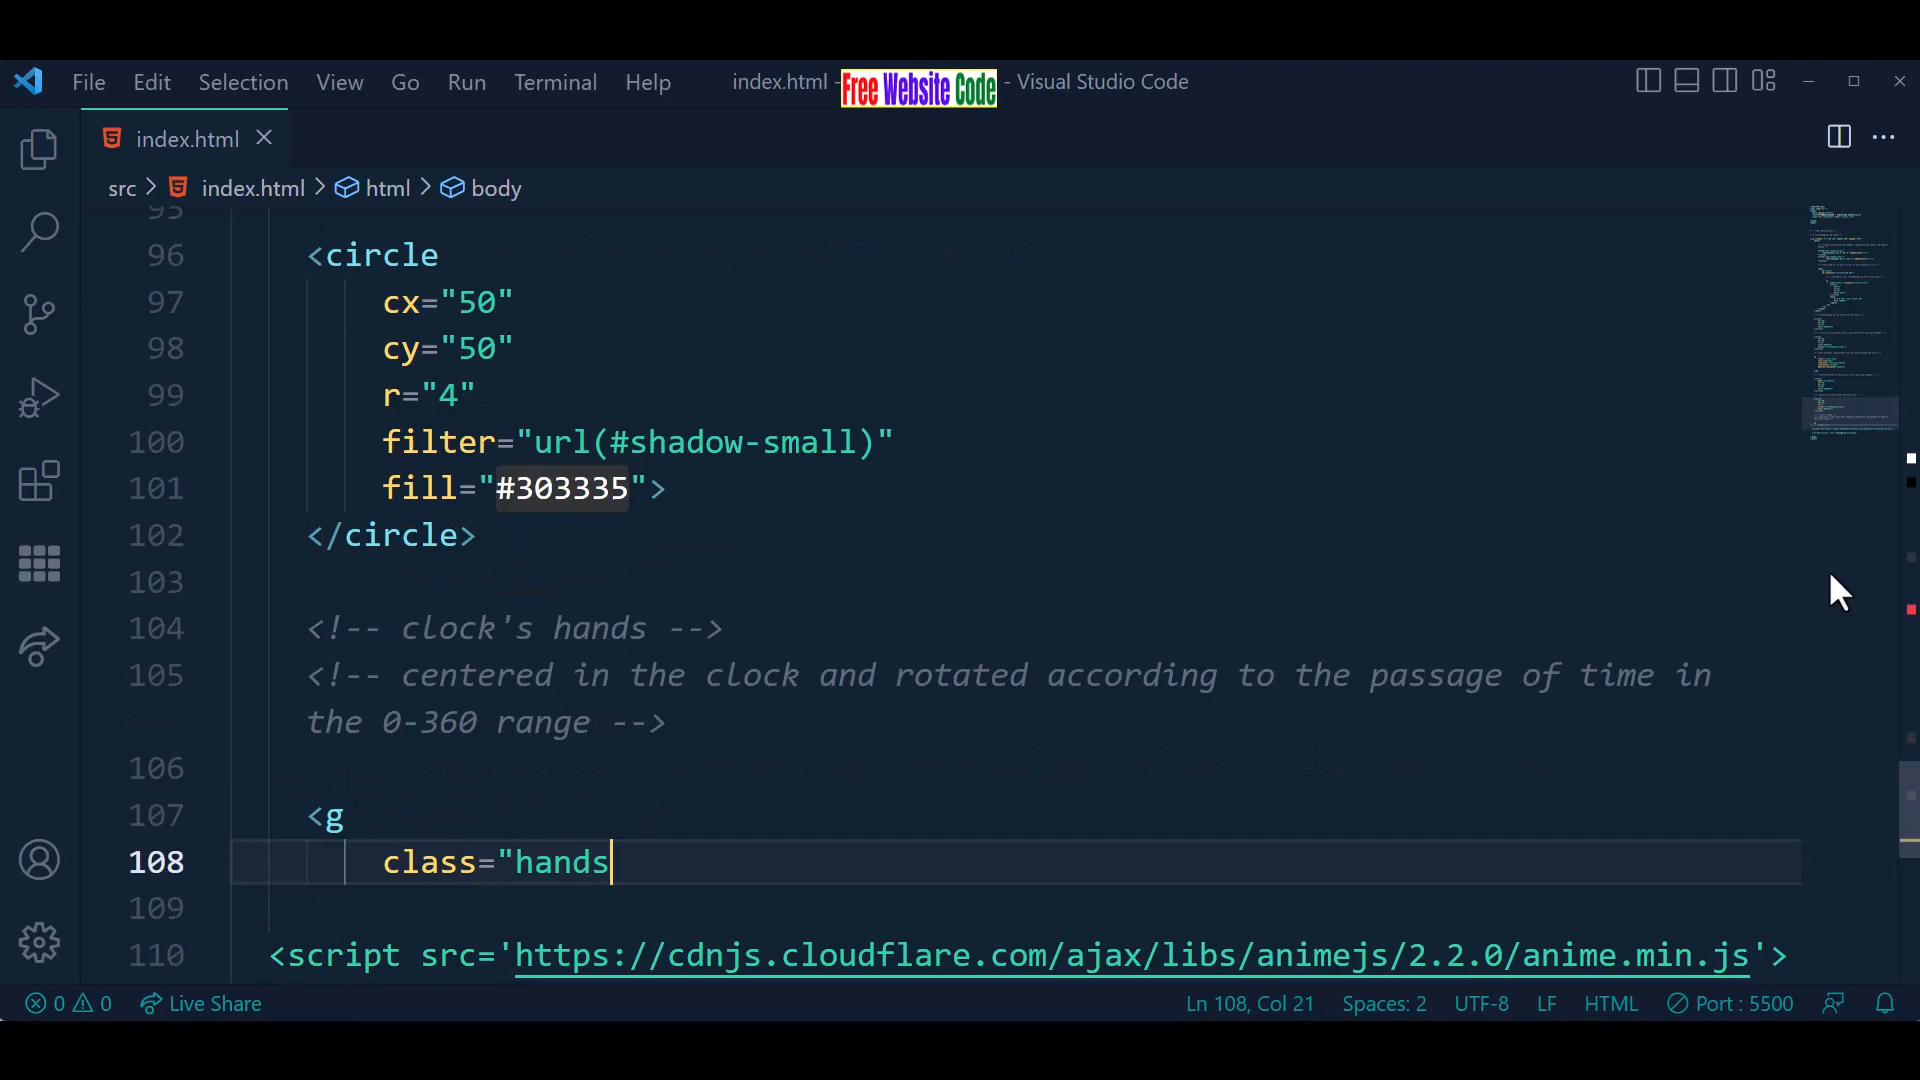 File Edit Selection View Go Run Terminal Help
index.html - Free Website Code - Visual Studio Code
index.html
src > index.html > html > body
95
96 <circle
97 cx="50"
98 cy="50"
99 r="4"
100 filter="url(#shadow-small)"
101 fill="#303335">
102 </circle>
103
104 <!-- clock's hands -->
105 <!-- centered in the clock and rotated according to the passage of time in
the 0-360 range -->
106
107 <g
108 class="hands
109
110 <script src='https://cdnjs.cloudflare.com/ajax/libs/animejs/2.2.0/anime.min.js'>
0 0 Live Share
Ln 108, Col 21 Spaces: 2 UTF-8 LF HTML Port : 5500